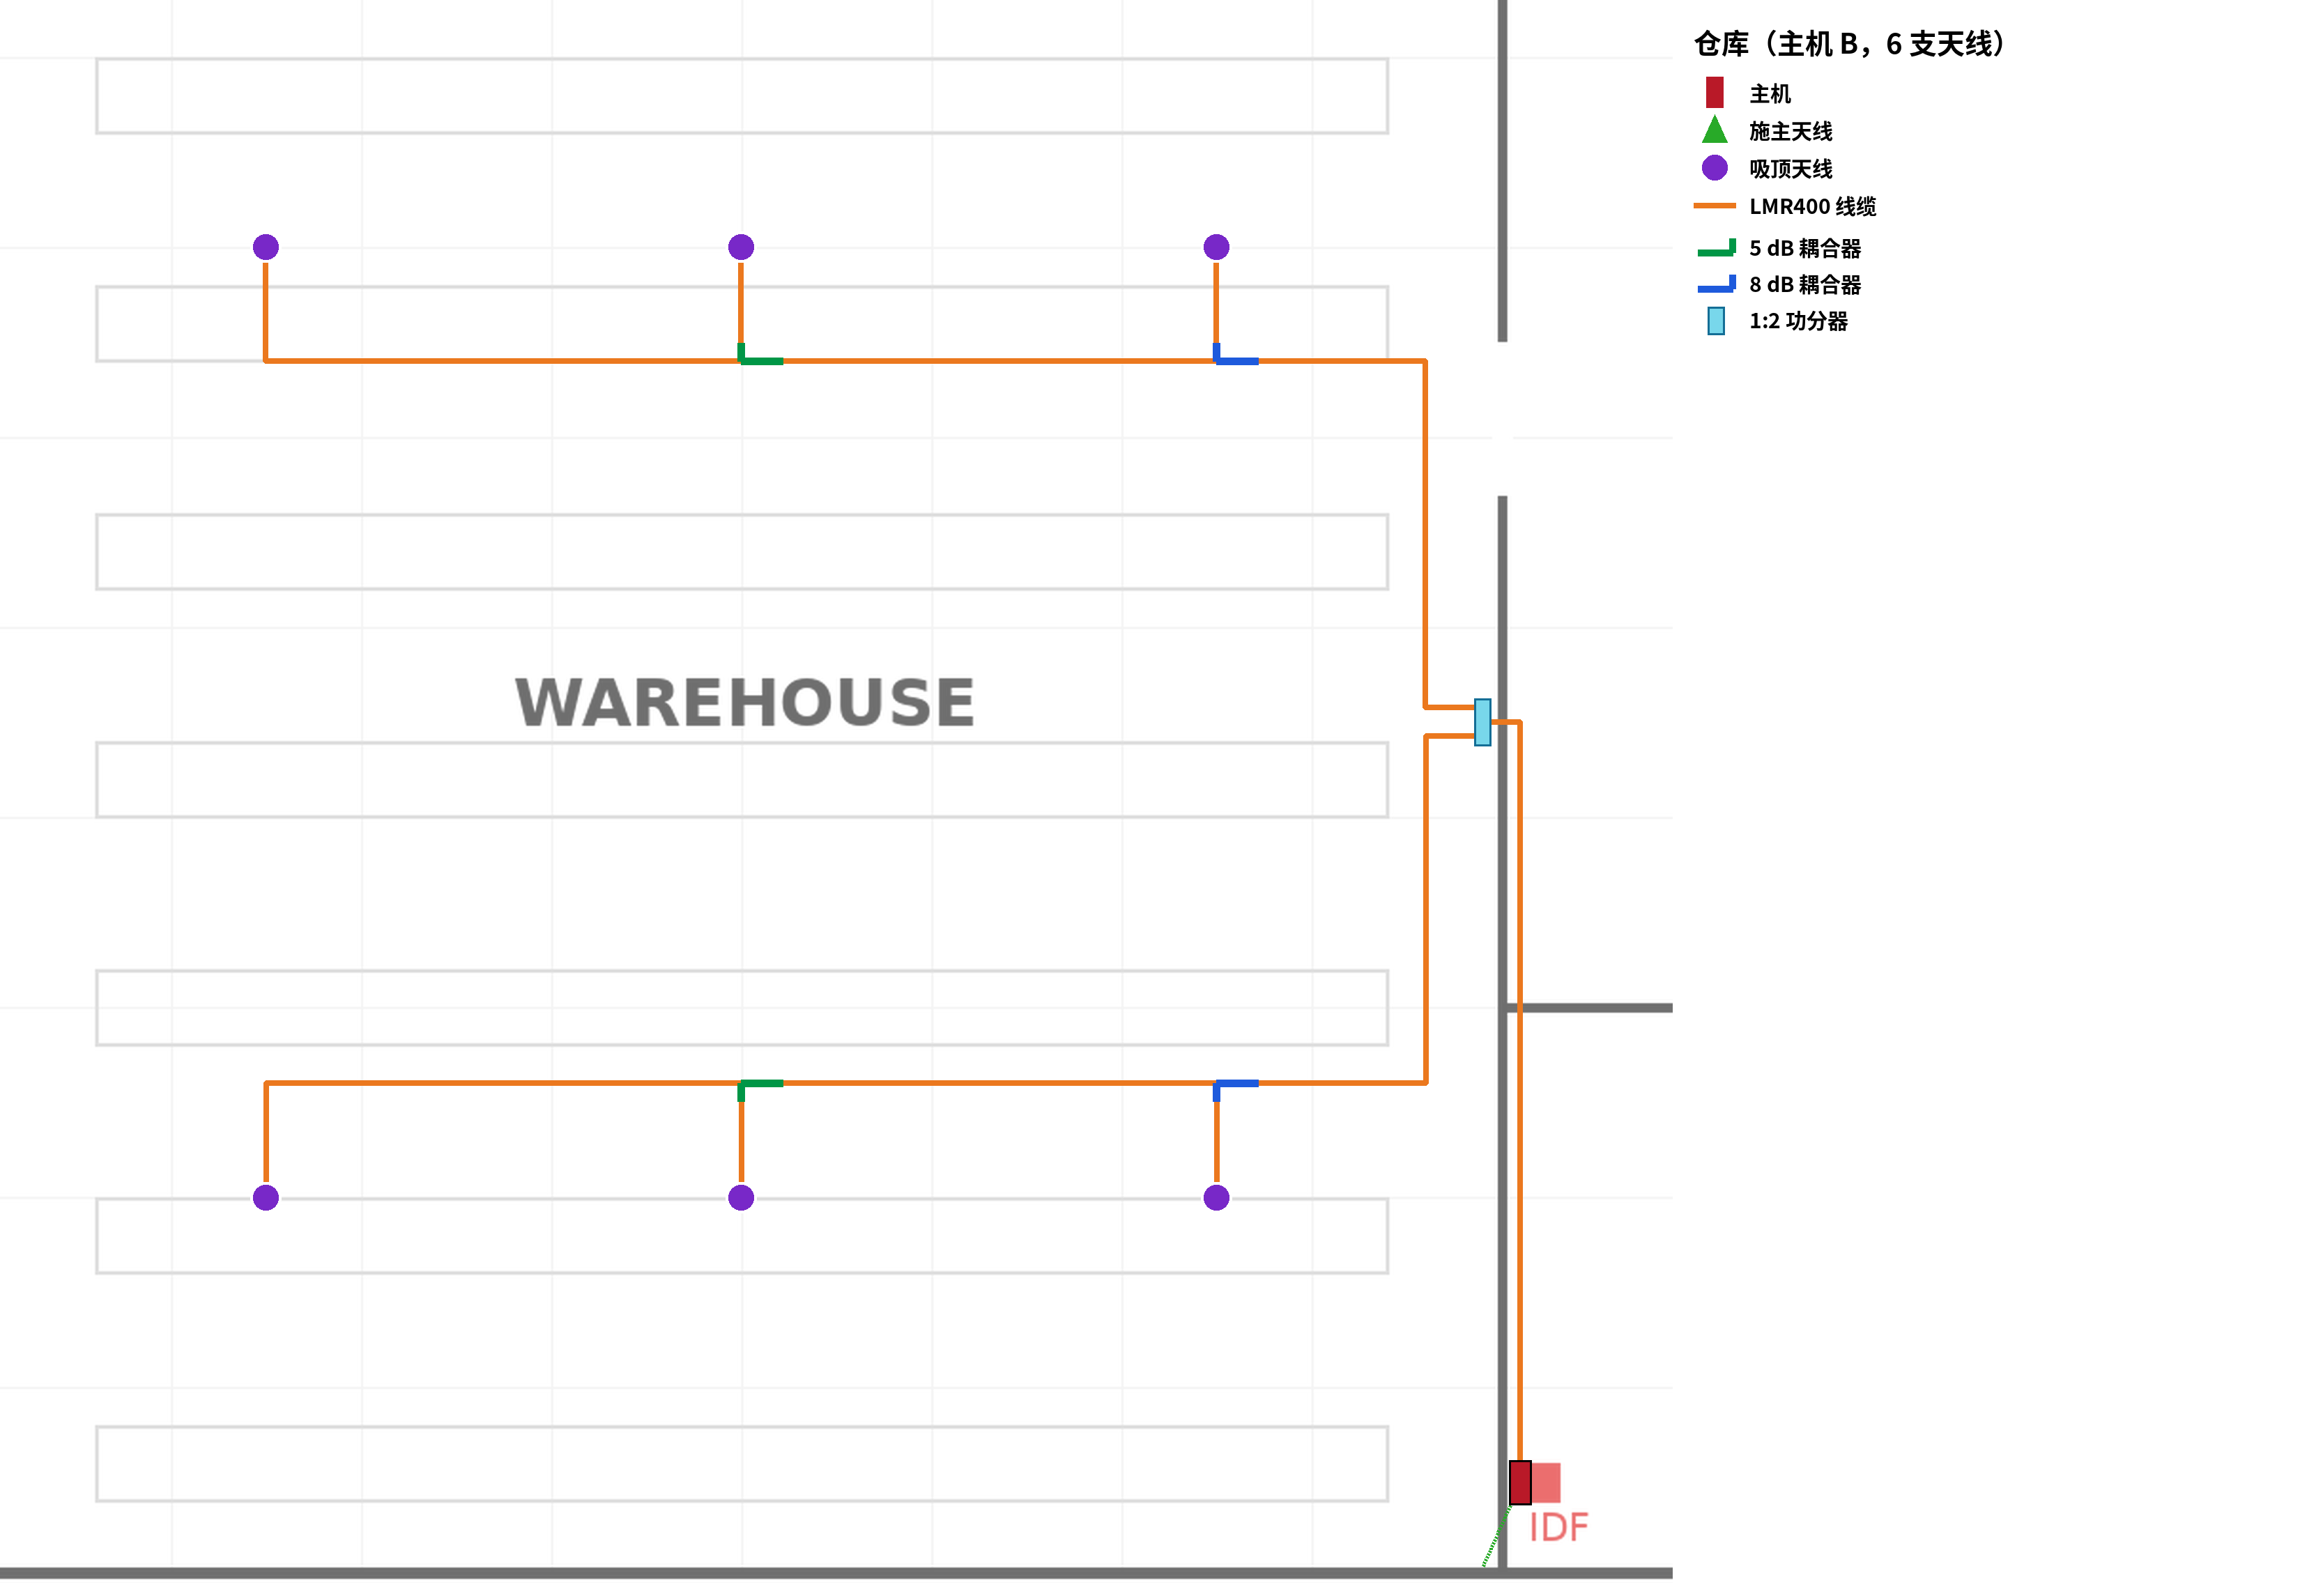 仓库（主机 B，6 支天线）
主机
施主天线
吸顶天线
LMR400 线缆
5 dB 耦合器
8 dB 耦合器
1:2 功分器
WAREHOUSE
IDF